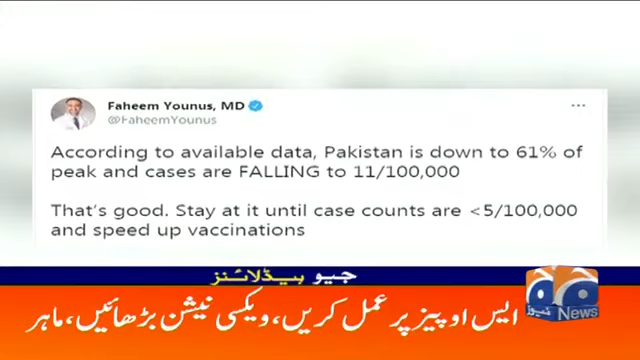 Faheem Younus, MD
@FaheemYounus
According to available data, Pakistan is down to 61% of
peak and cases are FALLING to 11/100,000
That's good. Stay at it until case counts are <5/100,000
and speed up vaccinations
جیو ہیڈلائنز
ایس او پیز پر عمل کریں، ویکسی نیشن بڑھائیں، ماہر
جیو نیوز
News